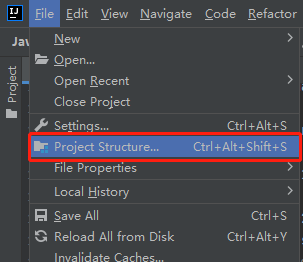 IJ File Edit View Navigate Code Refactor
Jav
New
Open...
Open Recent
Close Project
Settings... Ctrl+Alt+S
Project Structure... Ctrl+Alt+Shift+S
File Properties
Local History
Save All Ctrl+S
Reload All from Disk Ctrl+Alt+Y
Invalidate Caches...
Project